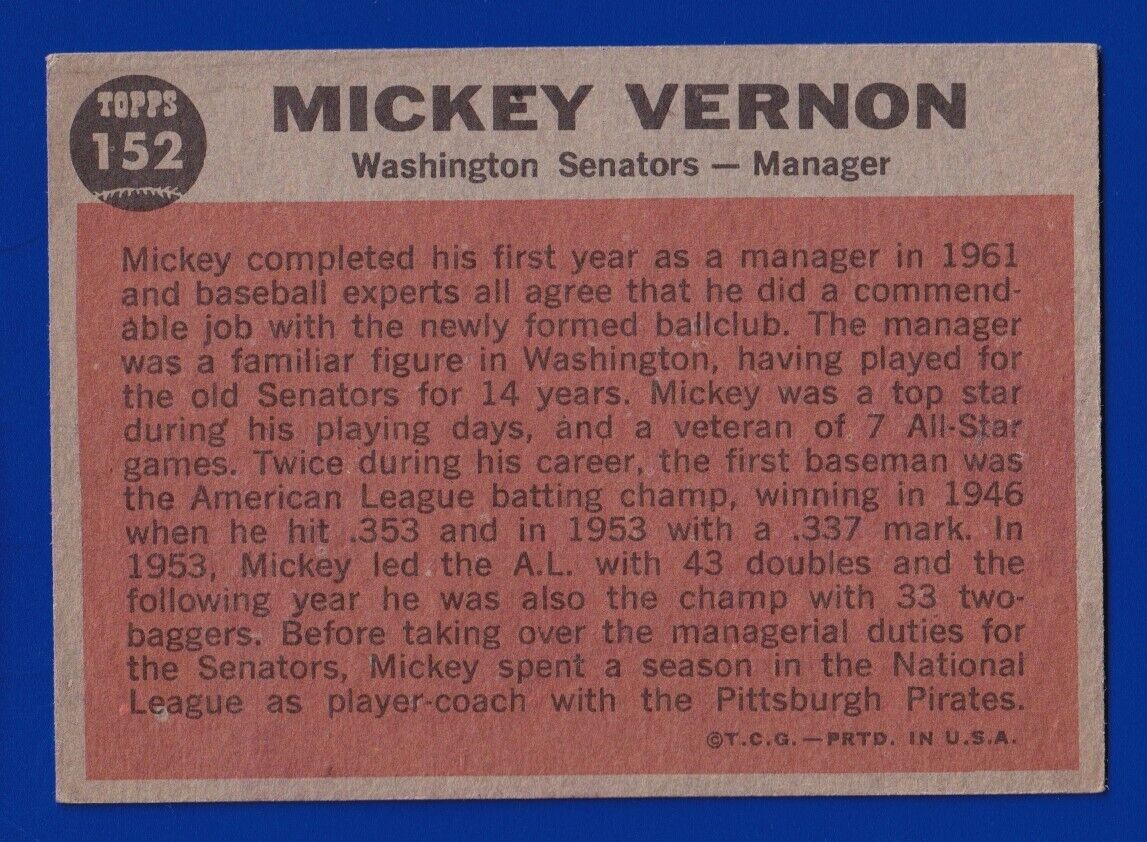 TOPPS
152
MICKEY VERNON
Washington Senators — Manager
Mickey completed his first year as a manager in 1961
and baseball experts all agree that he did a commend-
able job with the newly formed ballclub. The manager
was a familiar figure in Washington, having played for
the old Senators for 14 years. Mickey was a top star
during his playing days, and a veteran of 7 All-Star
games. Twice during his career, the first baseman was
the American League batting champ, winning in 1946
when he hit .353 and in 1953 with a .337 mark. In
1953, Mickey led the A.L. with 43 doubles and the
following year he was also the champ with 33 two-
baggers. Before taking over the managerial duties for
the Senators, Mickey spent a season in the National
League as player-coach with the Pittsburgh Pirates.
©T.C.G.—PRTD. IN U.S.A.